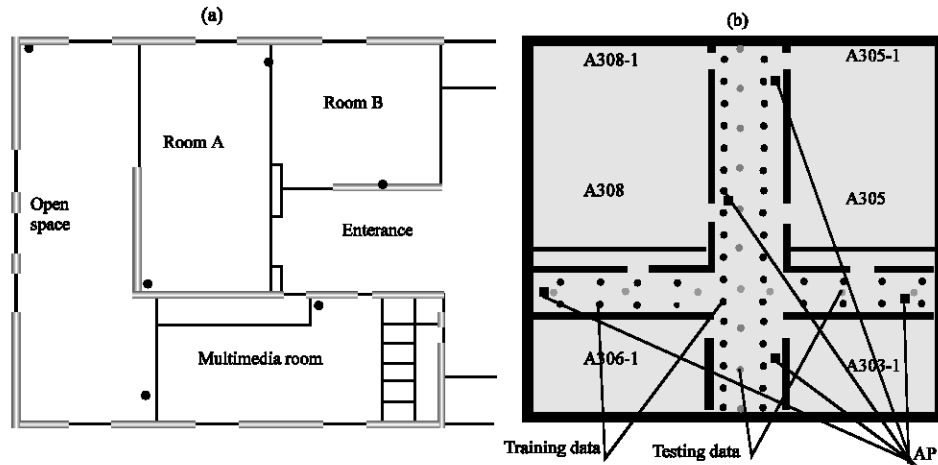 (a)
(b)
Room A
Room B
Open
space
Enterance
Multimedia room
A308-1
A305-1
A308
A305
A306-1
A303-1
Training data
Testing data
AP